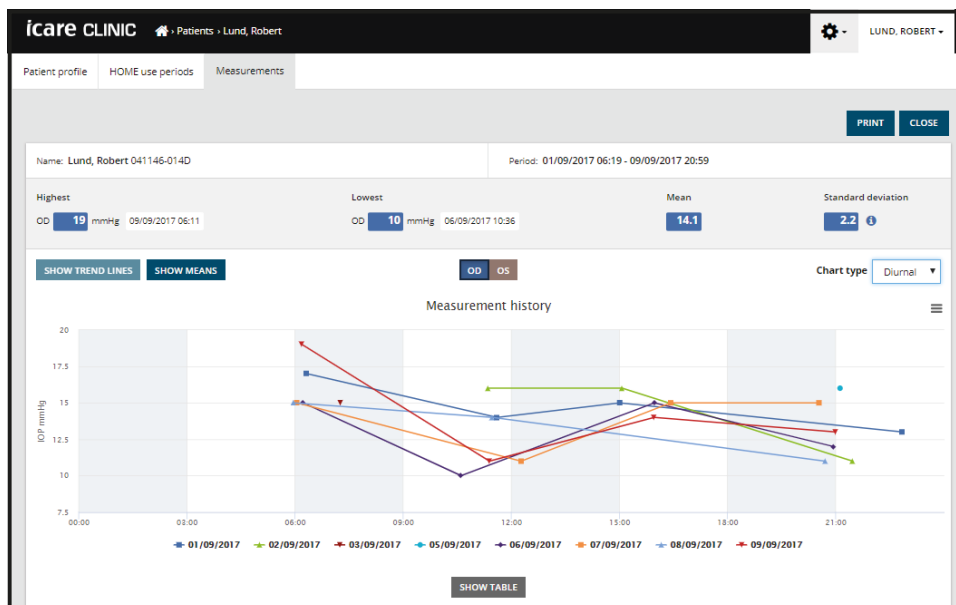 icare CLINIC › Patients › Lund, Robert LUND, ROBERT
Patient profile HOME use periods Measurements
PRINT CLOSE
Name: Lund, Robert 041146-014D Period: 01/09/2017 06:19 - 09/09/2017 20:59
Highest Lowest Mean Standard deviation
OD 19 mmHg 09/09/2017 06:11 OD 10 mmHg 06/09/2017 10:36 14.1 2.2 i
SHOW TREND LINES SHOW MEANS OD OS Chart type Diurnal
Measurement history
20
17.5
15
12.5
10
7.5
IOP mmHg
00:00 03:00 06:00 09:00 12:00 15:00 18:00 21:00
01/09/2017 02/09/2017 03/09/2017 05/09/2017 06/09/2017 07/09/2017 08/09/2017 09/09/2017
SHOW TABLE